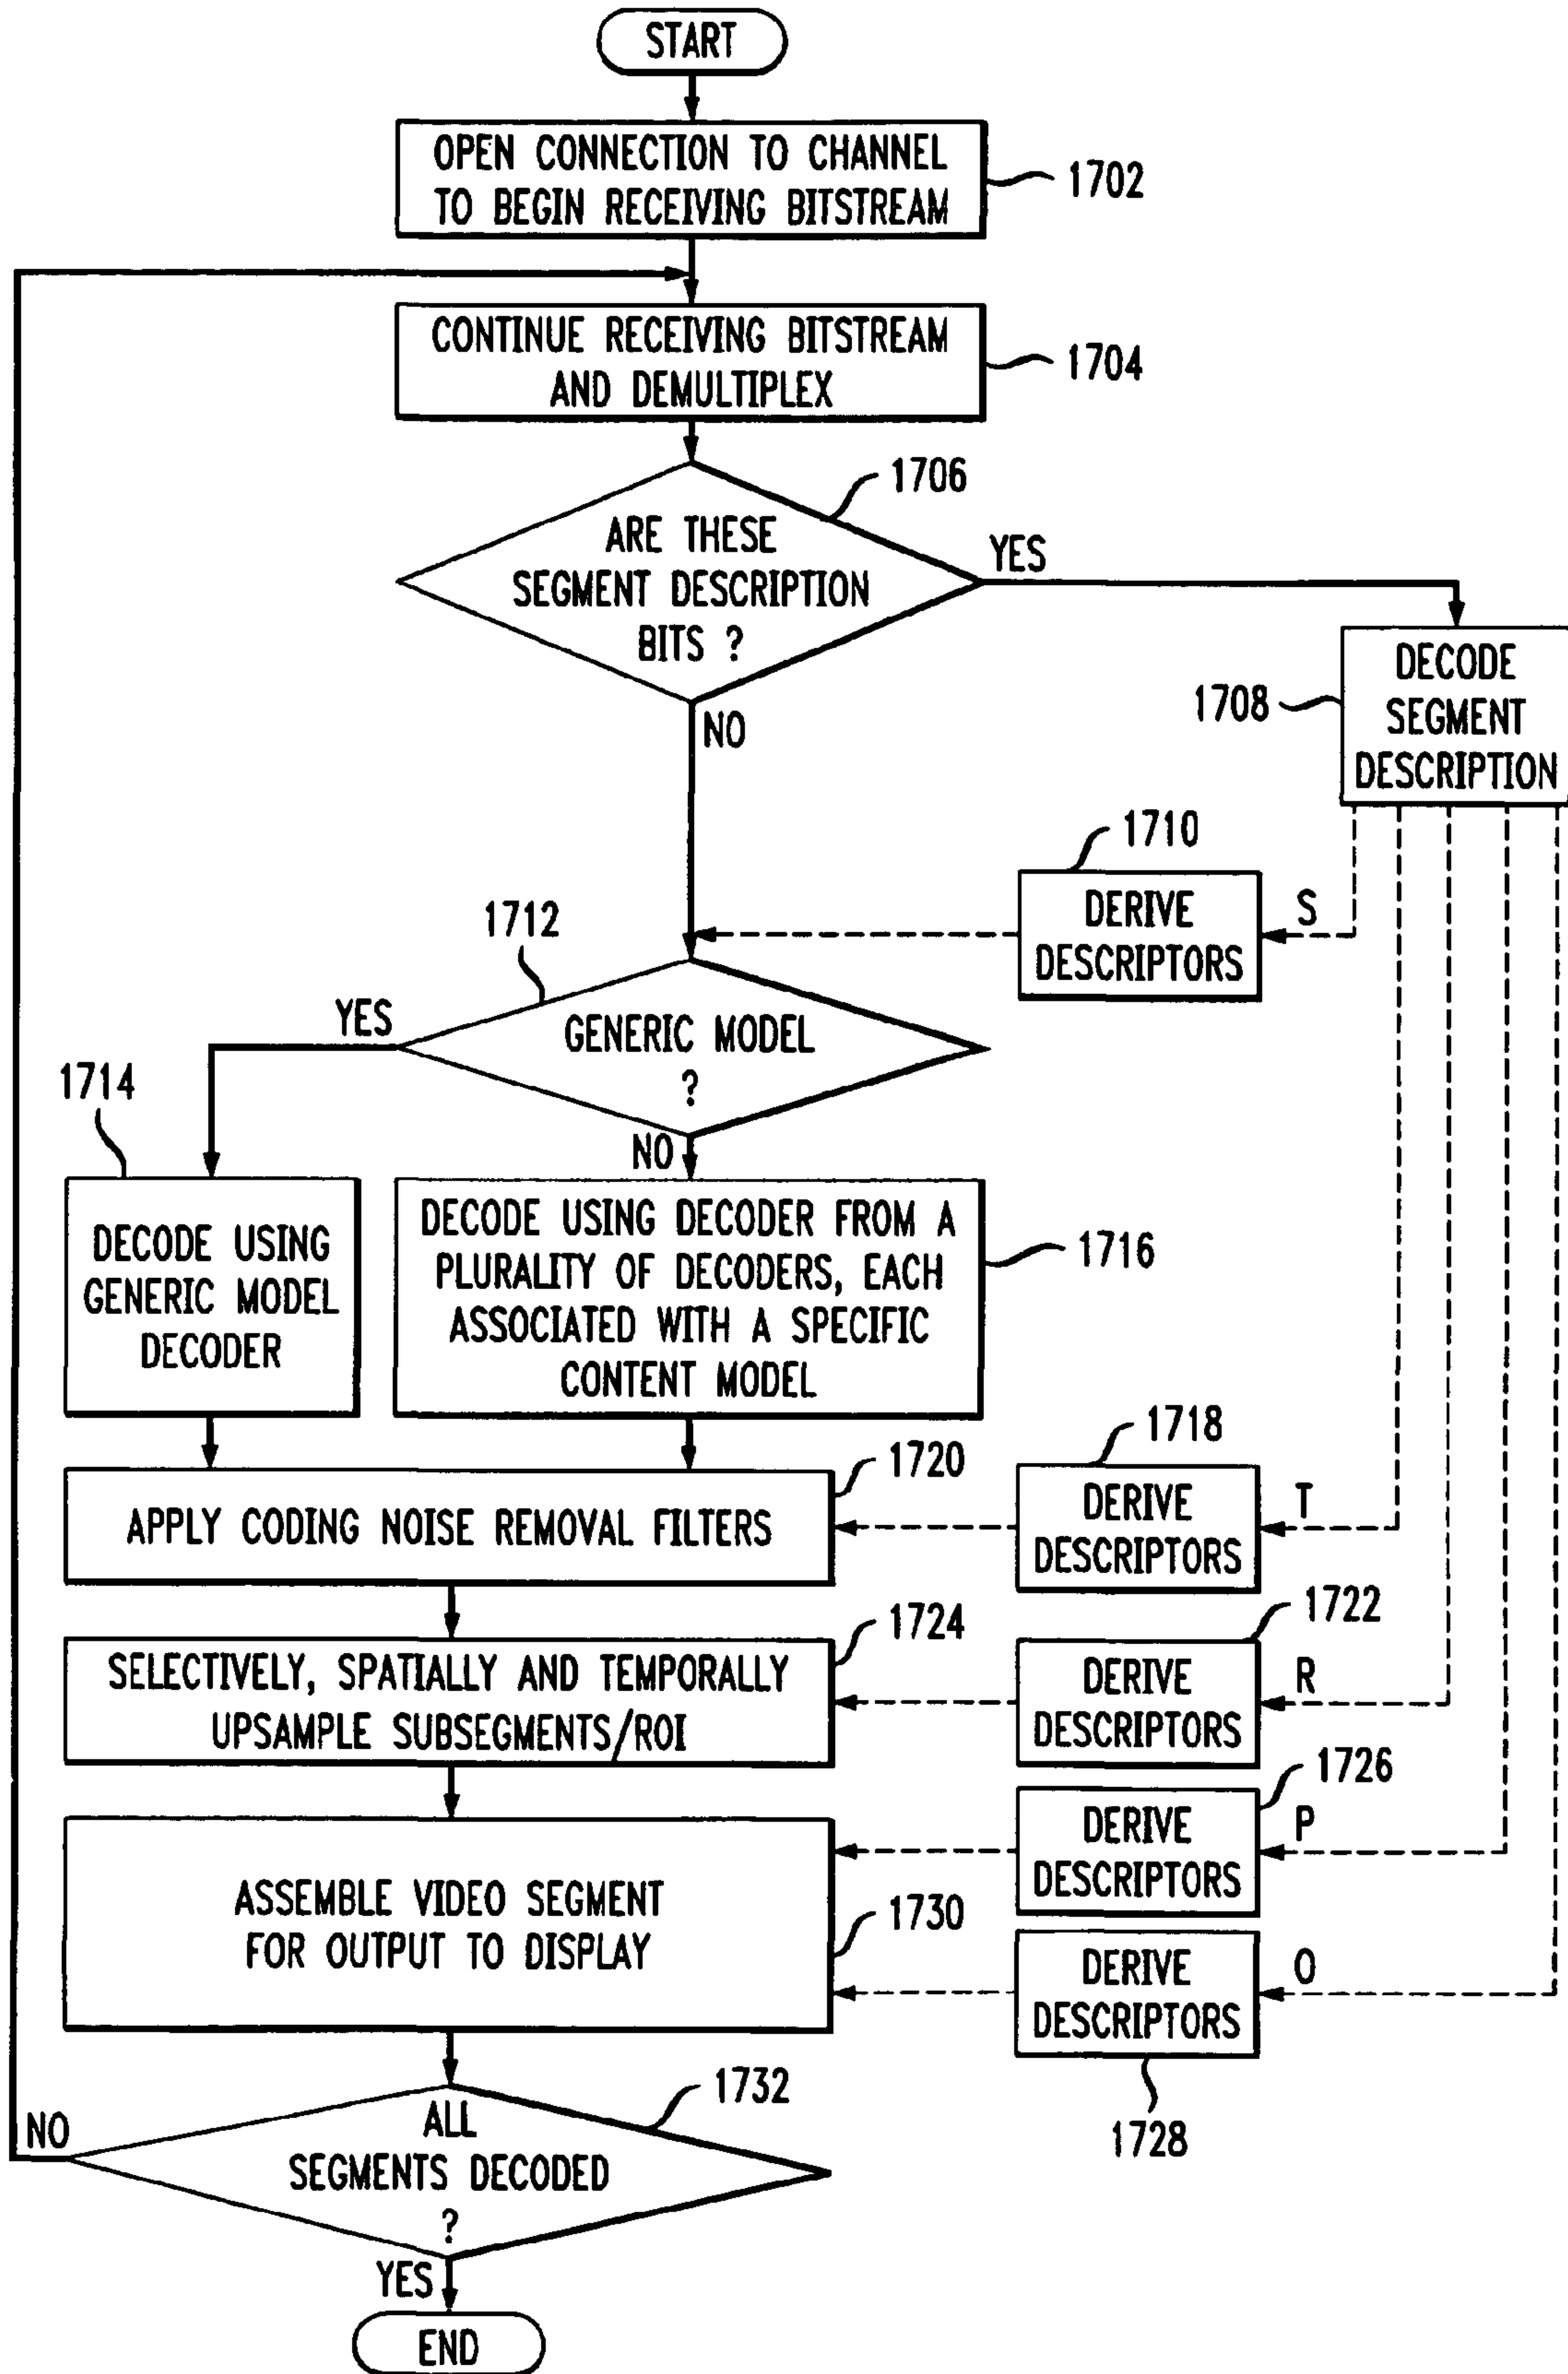 START
OPEN CONNECTION TO CHANNEL
TO BEGIN RECEIVING BITSTREAM
1702
CONTINUE RECEIVING BITSTREAM
AND DEMULTIPLEX
1704
1706
ARE THESE
SEGMENT DESCRIPTION
BITS ?
YES
NO
DECODE
SEGMENT
DESCRIPTION
1708
1710
DERIVE
DESCRIPTORS
S
1712
GENERIC MODEL
?
YES
NO
1714
DECODE USING
GENERIC MODEL
DECODER
DECODE USING DECODER FROM A
PLURALITY OF DECODERS, EACH
ASSOCIATED WITH A SPECIFIC
CONTENT MODEL
1716
1718
DERIVE
DESCRIPTORS
T
1720
APPLY CODING NOISE REMOVAL FILTERS
1722
DERIVE
DESCRIPTORS
R
1724
SELECTIVELY, SPATIALLY AND TEMPORALLY
UPSAMPLE SUBSEGMENTS/ROI
1726
DERIVE
DESCRIPTORS
P
ASSEMBLE VIDEO SEGMENT
FOR OUTPUT TO DISPLAY
1730
DERIVE
DESCRIPTORS
O
1728
1732
ALL
SEGMENTS DECODED
?
NO
YES
END